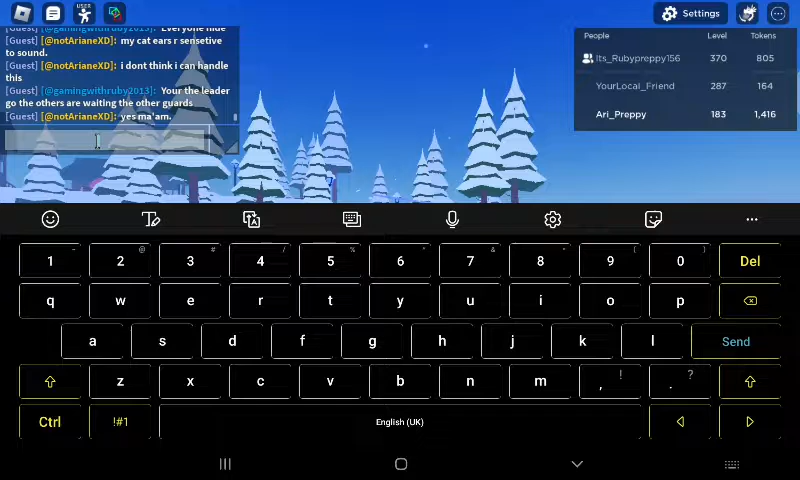 USER
Settings
[Guest] [@gamingwithruby2013]: Everyone hide
[Guest] [@notArianeXD]: my cat ears r sensetive
to sound.
[Guest] [@notArianeXD]: i dont think i can handle
this
[Guest] [@gamingwithruby2013]: Your the leader
go the others are waiting the other guards
[Guest] [@notArianeXD]: yes ma'am.
People Level Tokens
Its_Rubypreppy156 370 805
YourLocal_Friend 287 164
Ari_Preppy 183 1,416
1 2 @ 3 # 4 / 5 % 6 7 & 8 9 ( 0 ) Del
q w e r t y u i o p
a s d f g h j k l Send
z x c v b n m , ! . ?
Ctrl !#1 English (UK)